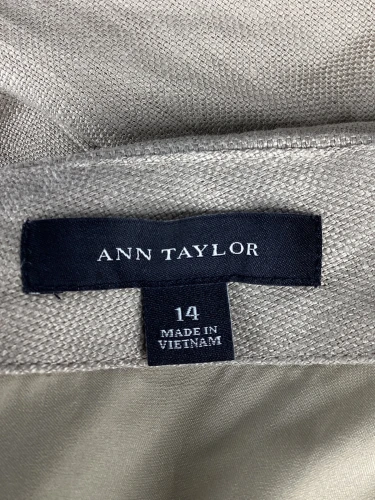 ANN TAYLOR
14
MADE IN
VIETNAM